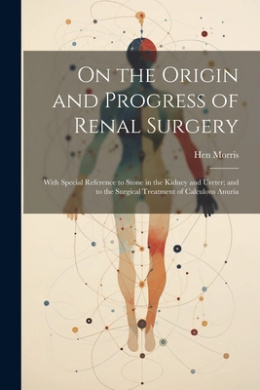 On the Origin
and Progress of
Renal Surgery
Hen Morris
With Special Reference to Stone in the Kidney and Ureter; and
to the Surgical Treatment of Calculous Anuria